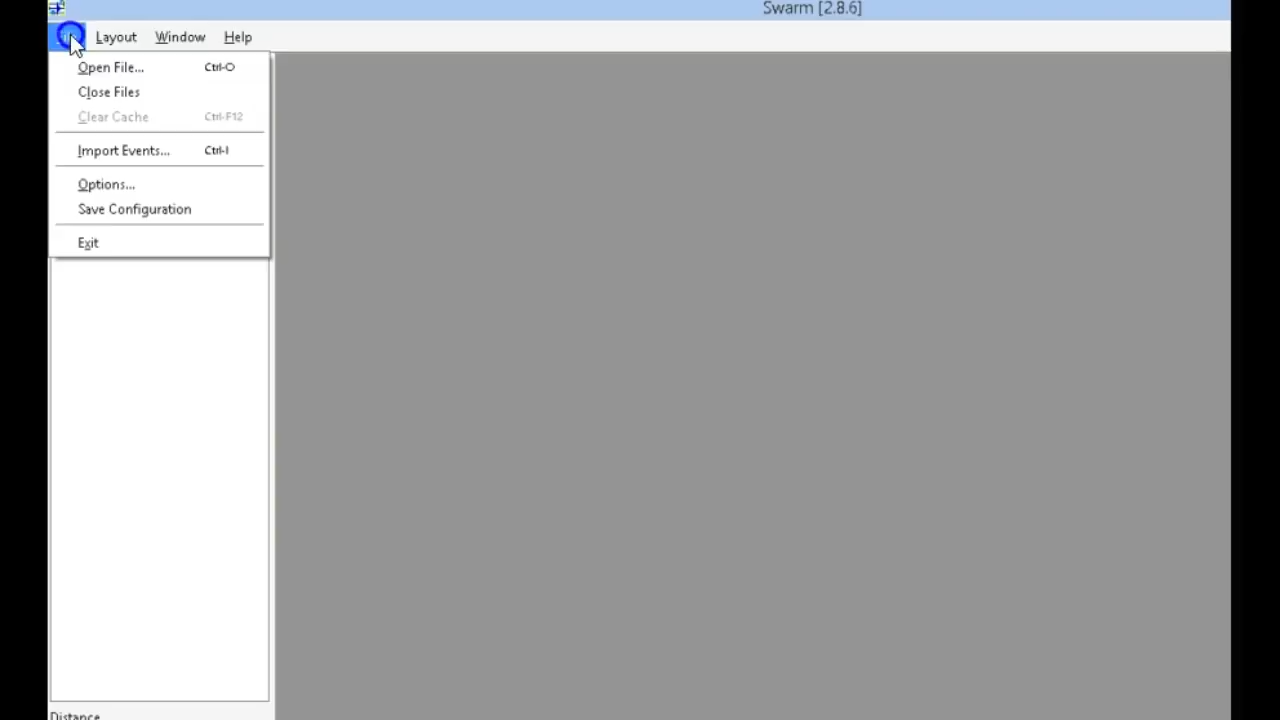 Swarm [2.8.6]
Layout Window Help
Open File... Ctrl-O
Close Files
Clear Cache Ctrl-F12
Import Events... Ctrl-I
Options...
Save Configuration
Exit
Distance